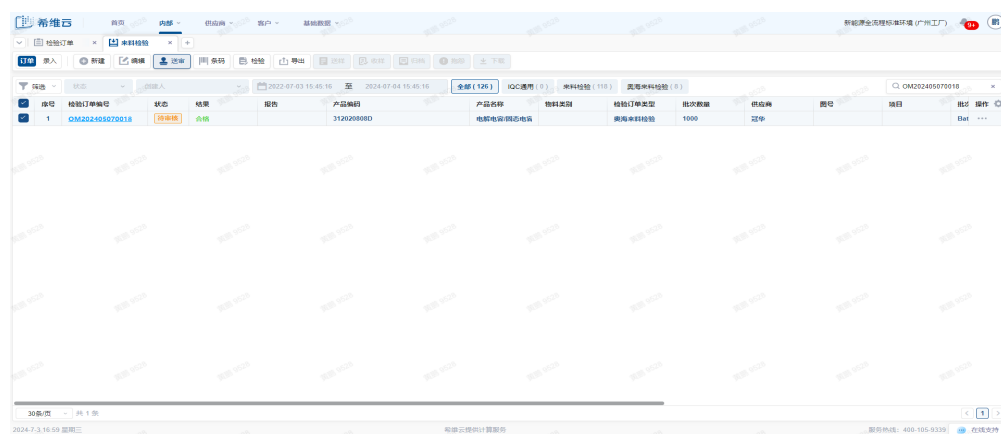 希维云 首页 内部 供应商 客户 基础数据 新能源全流程标准环境 (广州工厂) 9+
检验订单 × 来料检验 × +
订单 录入 新建 编辑 送审 条码 检验 导出 下载
筛选 状态 创建人 2022-07-03 15:45:16 至 2024-07-04 15:45:16 全部 ( 126 ) IQC通用 ( 0 ) 来料检验 ( 118 ) 奥海来料检验 ( 8 ) OM202405070018 ×
序号 检验订单编号 状态 结果 报告 产品编码 产品名称 物料类别 检验订单类型 批次数量 供应商 图号 项目 批次 操作
1 OM202405070018 待审核 合格 312020808D 电解电容/固态电容 奥海来料检验 1000 冠华 Bat ···
30条/页 共 1 条 < 1 >
2024-7-3 16:59 星期三 希维云提供计算服务 服务热线：400-105-9339 在线支持